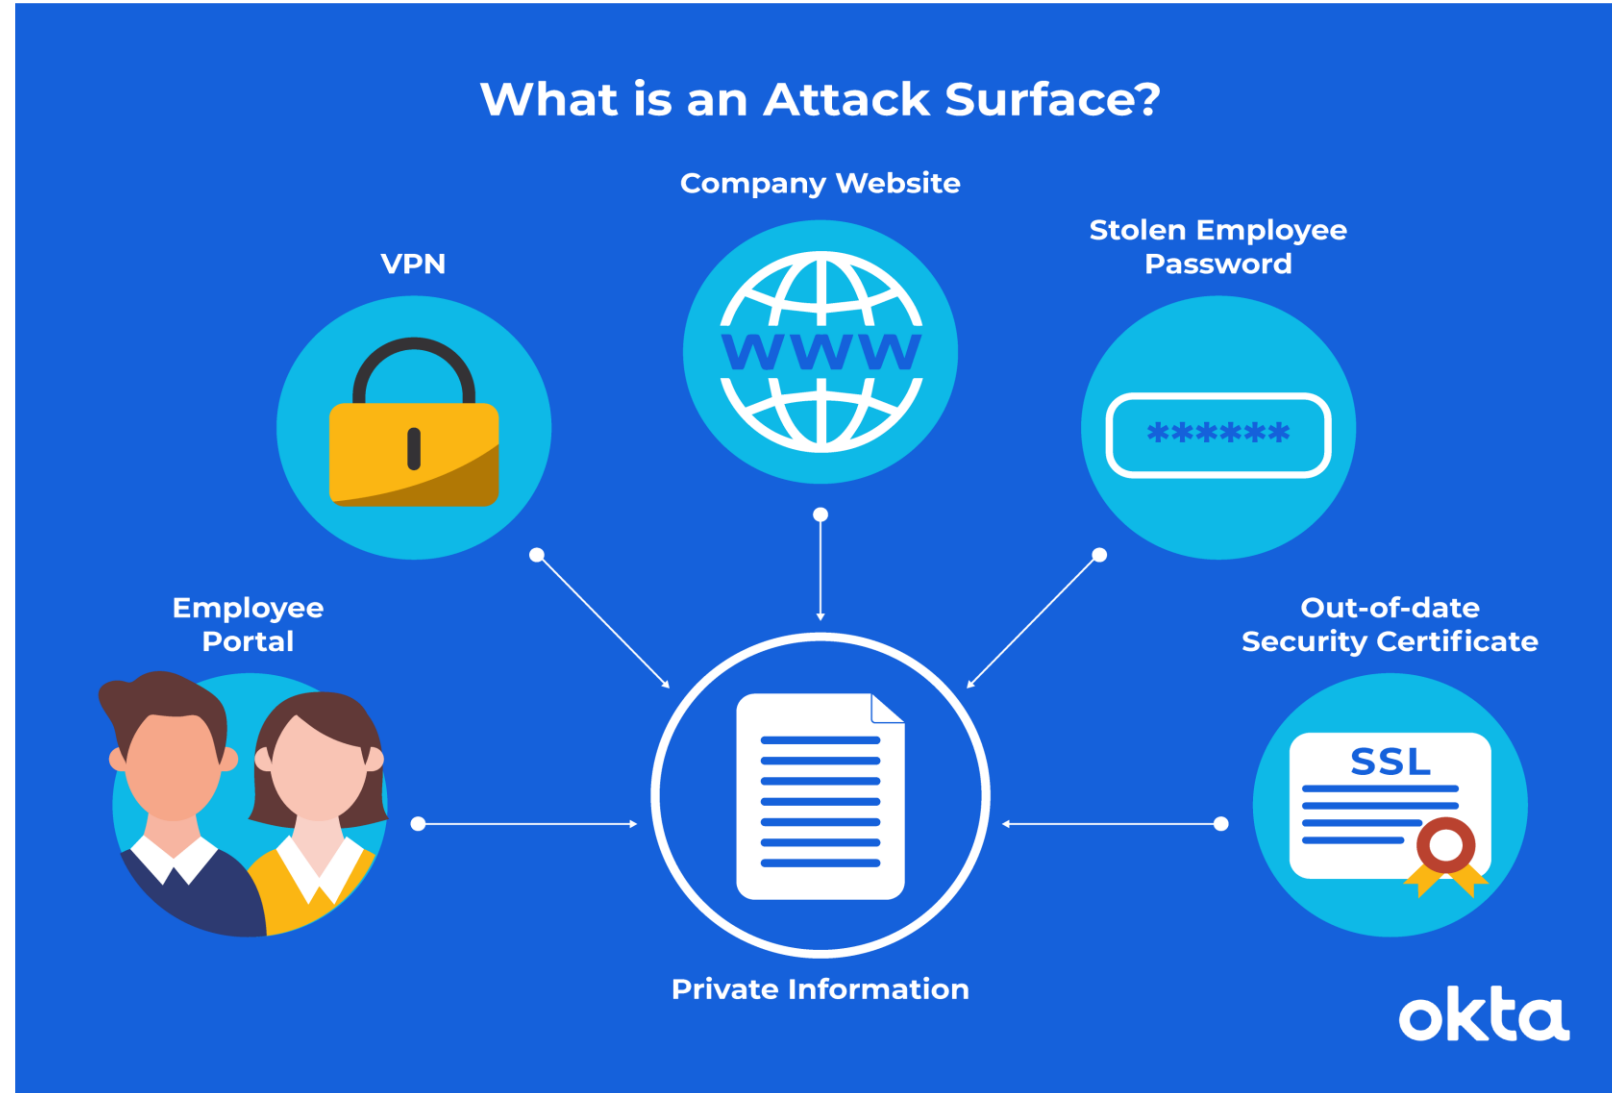 What is an Attack Surface?
Company Website
www
VPN
******
Stolen Employee
Password
Employee
Portal
Out-of-date
Security Certificate
SSL
Private Information
okta